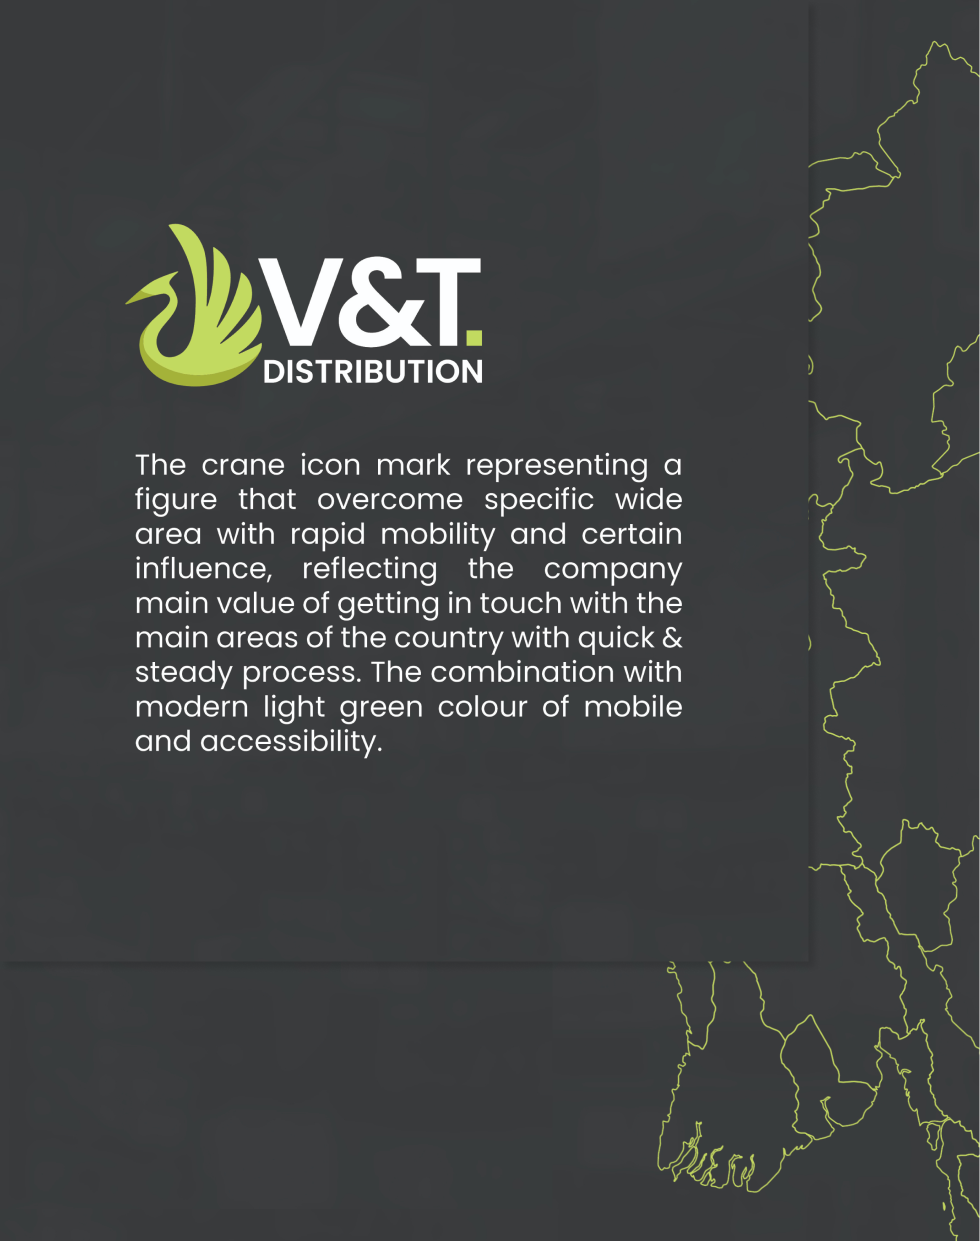 V&T.
DISTRIBUTION
The crane icon mark representing a
figure that overcome specific wide
area with rapid mobility and certain
influence, reflecting the company
main value of getting in touch with the
main areas of the country with quick &
steady process. The combination with
modern light green colour of mobile
and accessibility.